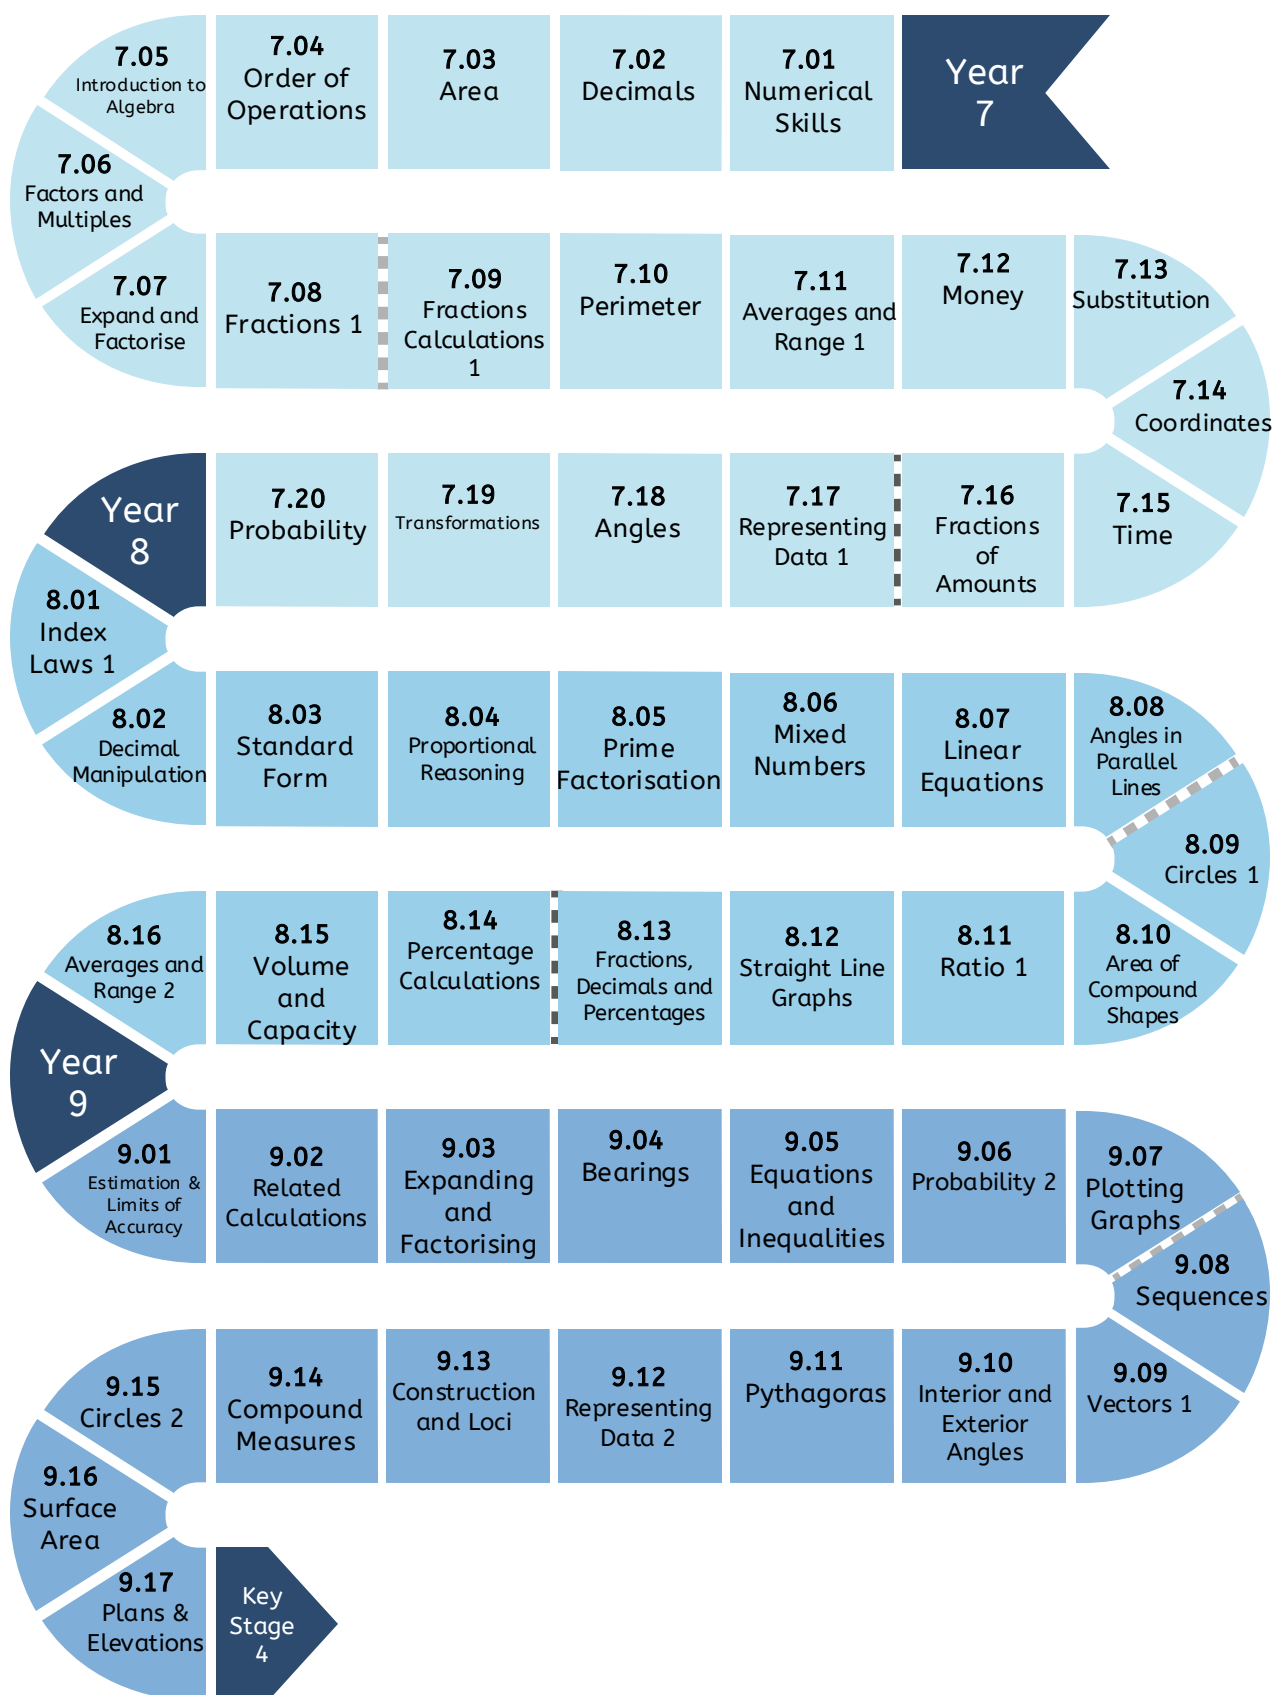 Year
7
7.01
Numerical
Skills
7.02
Decimals
7.03
Area
7.04
Order of
Operations
7.05
Introduction to
Algebra
7.06
Factors and
Multiples
7.07
Expand and
Factorise
7.08
Fractions 1
7.09
Fractions
Calculations
1
7.10
Perimeter
7.11
Averages and
Range 1
7.12
Money
7.13
Substitution
7.14
Coordinates
7.15
Time
7.16
Fractions
of
Amounts
7.17
Representing
Data 1
7.18
Angles
7.19
Transformations
7.20
Probability
Year
8
8.01
Index
Laws 1
8.02
Decimal
Manipulation
8.03
Standard
Form
8.04
Proportional
Reasoning
8.05
Prime
Factorisation
8.06
Mixed
Numbers
8.07
Linear
Equations
8.08
Angles in
Parallel
Lines
8.09
Circles 1
8.10
Area of
Compound
Shapes
8.11
Ratio 1
8.12
Straight Line
Graphs
8.13
Fractions,
Decimals and
Percentages
8.14
Percentage
Calculations
8.15
Volume
and
Capacity
8.16
Averages and
Range 2
Year
9
9.01
Estimation &
Limits of
Accuracy
9.02
Related
Calculations
9.03
Expanding
and
Factorising
9.04
Bearings
9.05
Equations
and
Inequalities
9.06
Probability 2
9.07
Plotting
Graphs
9.08
Sequences
9.09
Vectors 1
9.10
Interior and
Exterior
Angles
9.11
Pythagoras
9.12
Representing
Data 2
9.13
Construction
and Loci
9.14
Compound
Measures
9.15
Circles 2
9.16
Surface
Area
9.17
Plans &
Elevations
Key
Stage
4